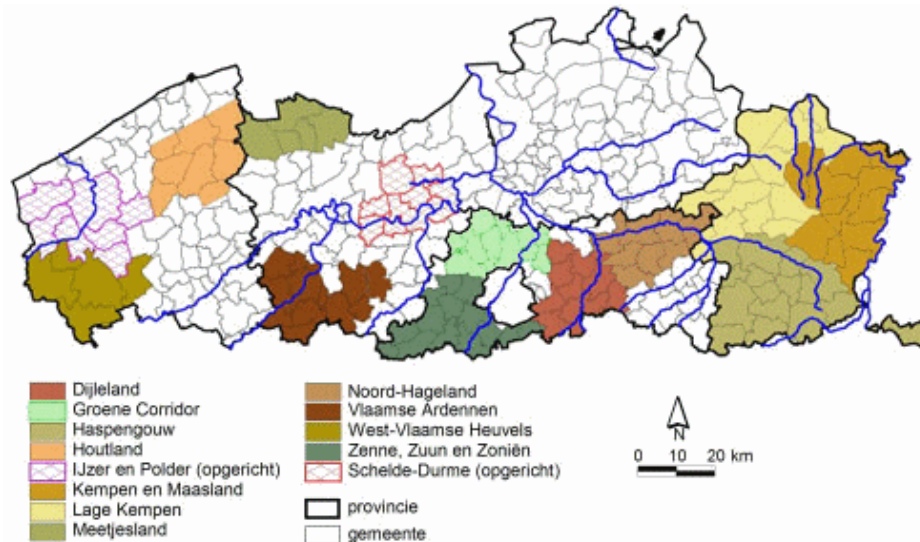 Dijleland
Groene Corridor
Haspengouw
Houtland
IJzer en Polder (opgericht)
Kempen en Maasland
Lage Kempen
Meetjesland
Noord-Hageland
Vlaamse Ardennen
West-Vlaamse Heuvels
Zenne, Zuun en Zoniën
Schelde-Durme (opgericht)
provincie
gemeente
N
0 10 20 km